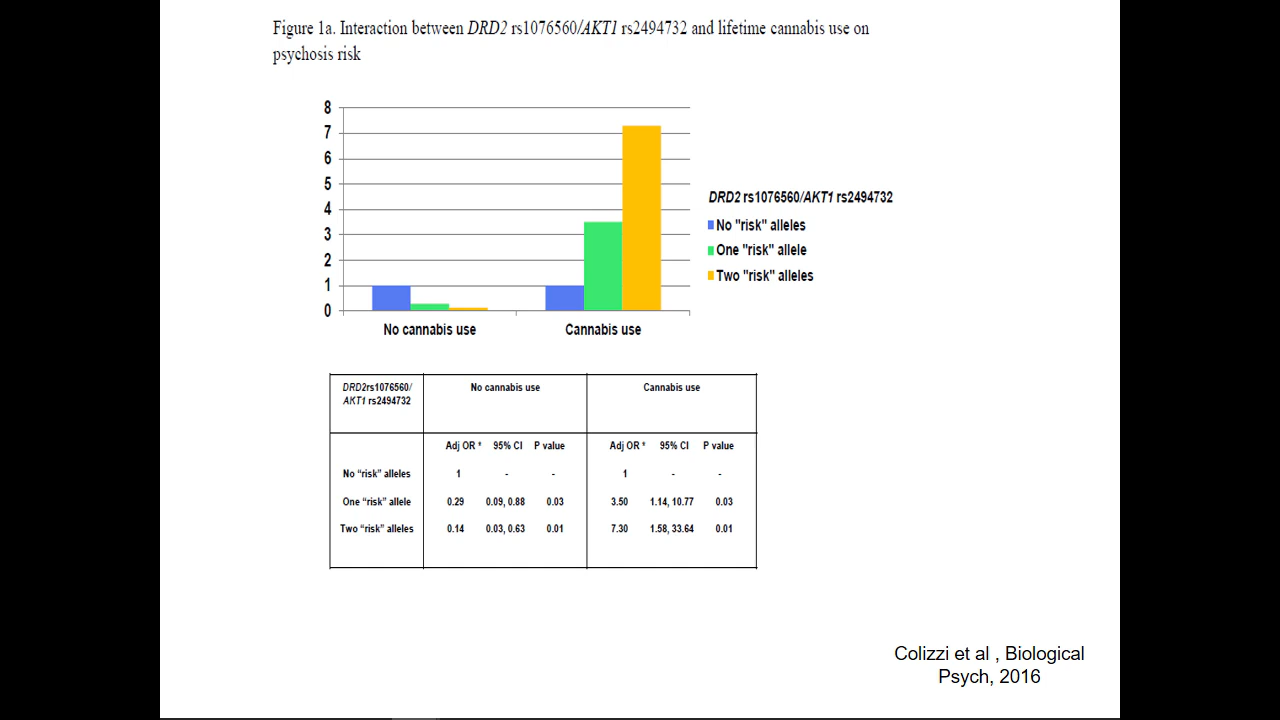 Figure 1a. Interaction between DRD2 rs1076560/AKT1 rs2494732 and lifetime cannabis use on
psychosis risk
8
7
6
5
4
3
2
1
0
No cannabis use Cannabis use
DRD2 rs1076560/AKT1 rs2494732
No "risk" alleles
One "risk" allele
Two "risk" alleles
DRD2rs1076560/ No cannabis use Cannabis use
AKT1 rs2494732
Adj OR * 95% CI P value Adj OR * 95% CI P value
No “risk” alleles 1 - - 1 - -
One “risk” allele 0.29 0.09, 0.88 0.03 3.50 1.14, 10.77 0.03
Two “risk” alleles 0.14 0.03, 0.63 0.01 7.30 1.58, 33.64 0.01
Colizzi et al , Biological
Psych, 2016